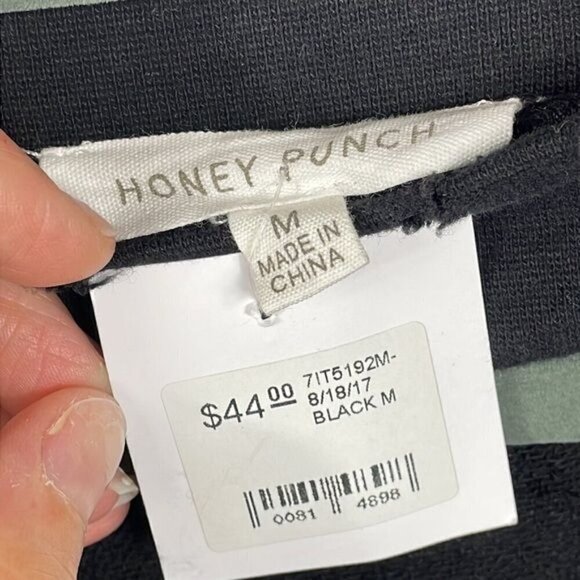 HONEY PUNCH
M
MADE IN
CHINA
$44.00
7IT5192M-
8/18/17
BLACK M
0081 4898